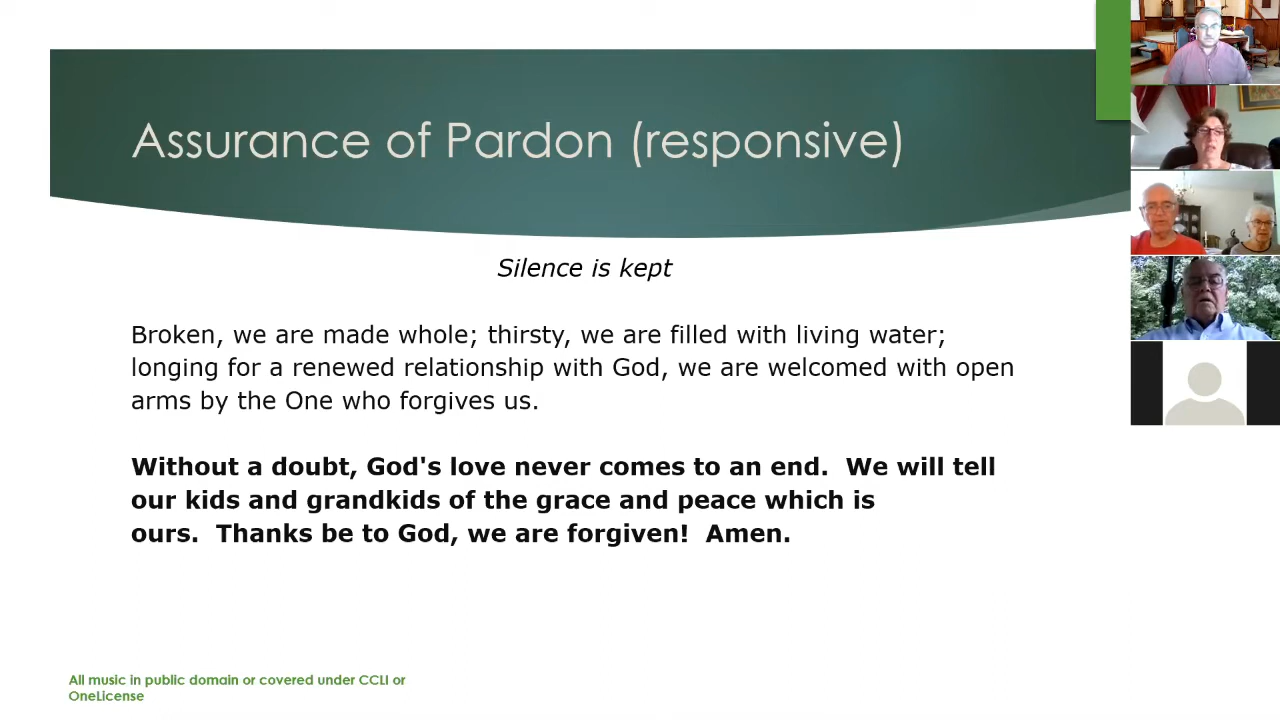 Assurance of Pardon (responsive)
Silence is kept
Broken, we are made whole; thirsty, we are filled with living water;
longing for a renewed relationship with God, we are welcomed with open
arms by the One who forgives us.
Without a doubt, God's love never comes to an end.  We will tell
our kids and grandkids of the grace and peace which is
ours.  Thanks be to God, we are forgiven!  Amen.
All music in public domain or covered under CCLI or
OneLicense